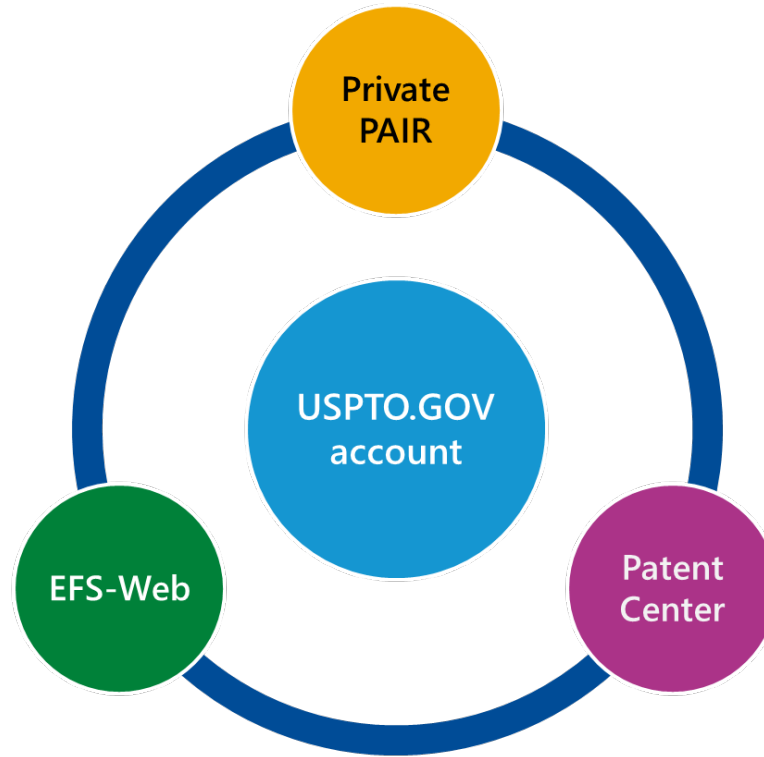 Private
PAIR
USPTO.GOV
account
EFS-Web
Patent
Center